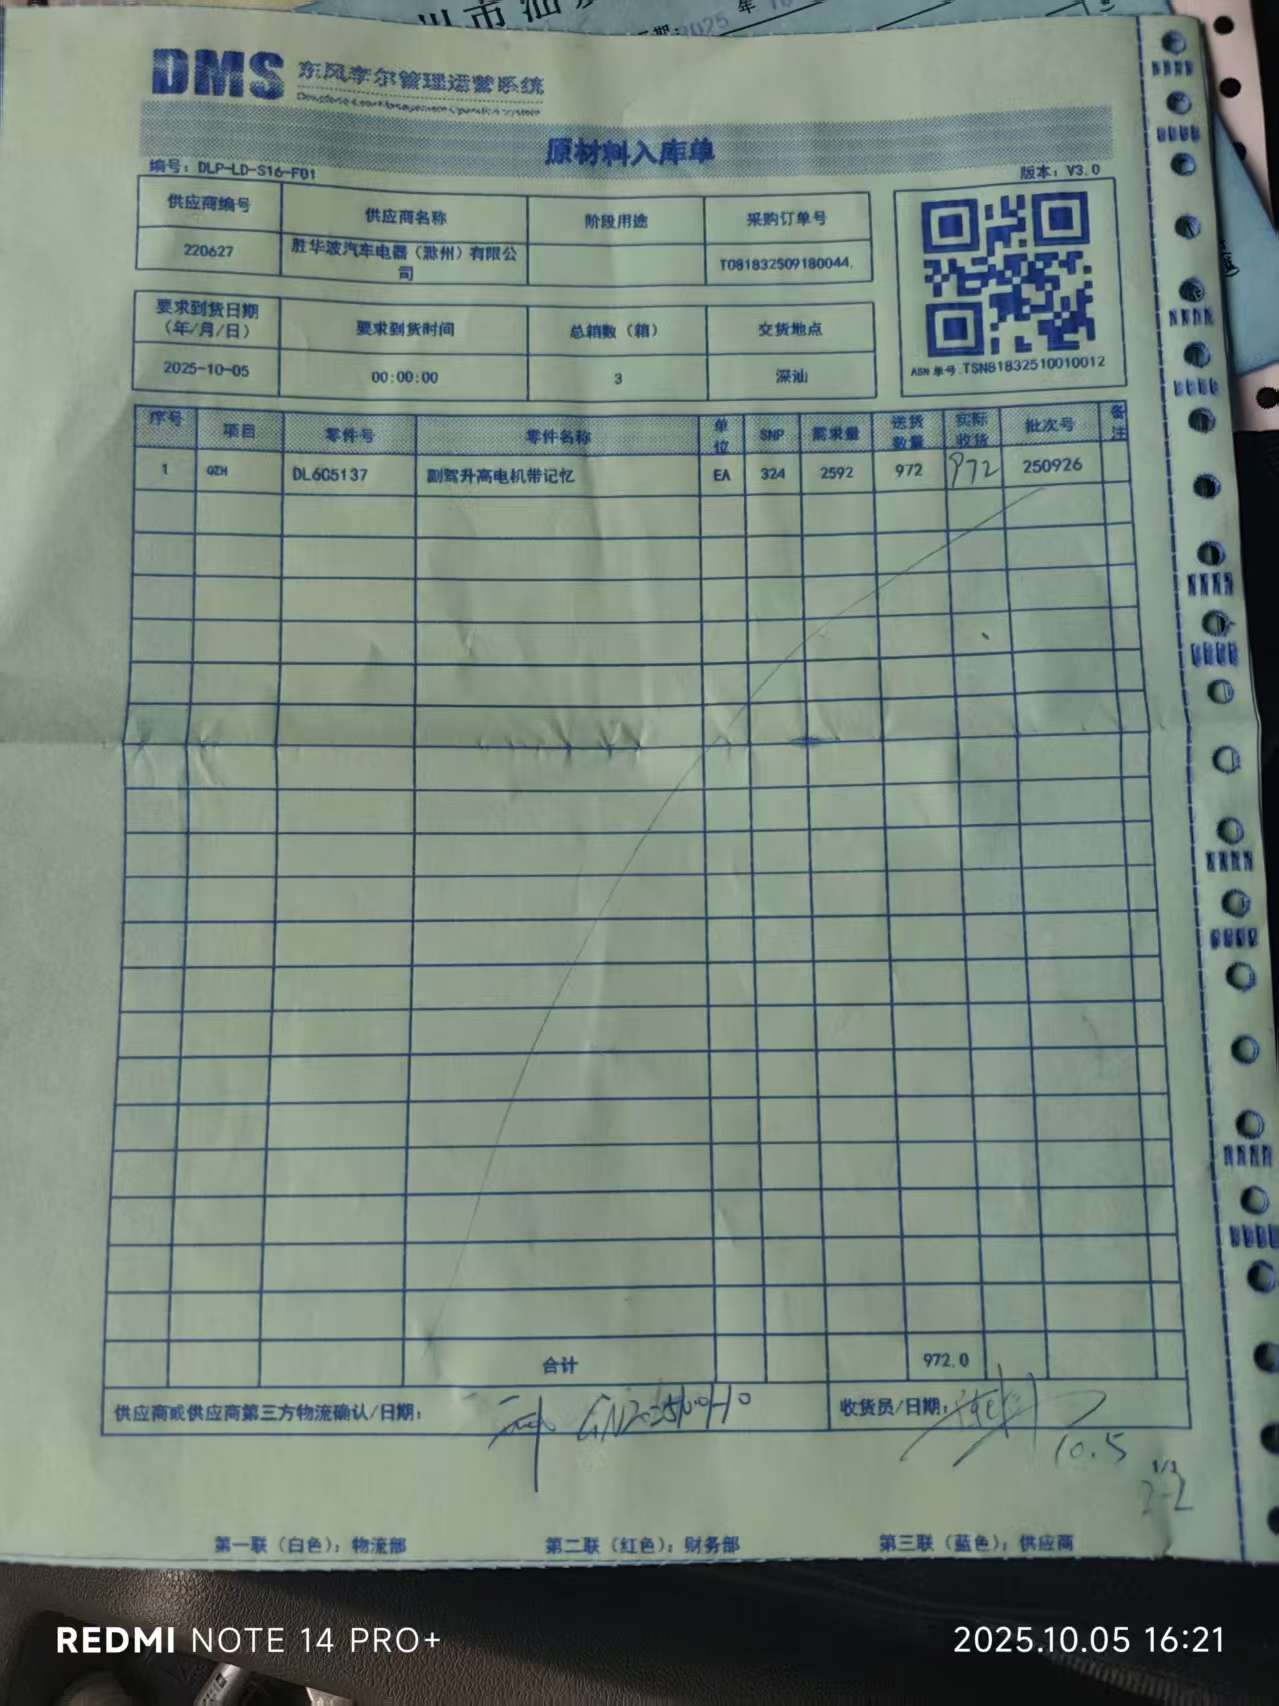 DMS 东风李尔管理运营系统
原材料入库单
编号：DLP-LD-S16-F01
版本：V3.0
供应商编号 供应商名称 阶段用途 采购订单号
220627 胜华波汽车电器（滁州）有限公司 T081832509180044,
要求到货日期（年/月/日） 要求到货时间 总箱数（箱） 交货地点
2025-10-05 00:00:00 3 深汕
ASN 单号.TSN81832510010012
序号 项目 零件号 零件名称 单位 SNP 需求量 送货数量 实际收货 批次号 备注
1 QZH DL6C5137 副驾升高电机带记忆 EA 324 2592 972 972 250926
合计 972.0
供应商或供应商第三方物流确认/日期：
收货员/日期：
10.5
1/1
2-2
第一联（白色）：物流部 第二联（红色）：财务部 第三联（蓝色）：供应商
REDMI NOTE 14 PRO+
2025.10.05 16:21